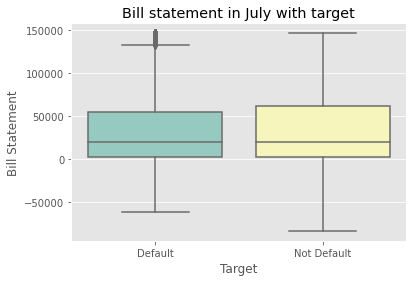 Bill statement in July with target
150000
100000
50000
0
−50000
Bill Statement
Default
Not Default
Target